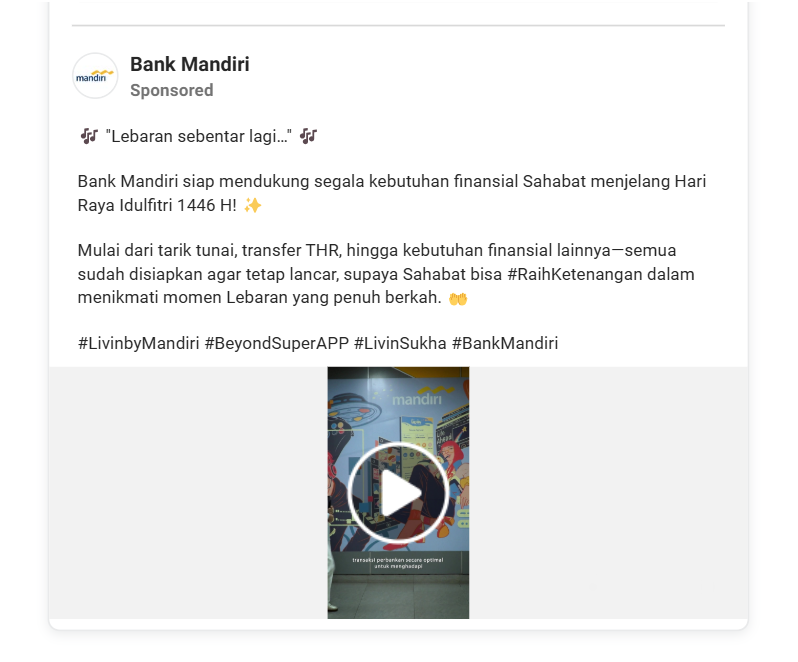 mandiri
Bank Mandiri
Sponsored
🎶 "Lebaran sebentar lagi…" 🎶
Bank Mandiri siap mendukung segala kebutuhan finansial Sahabat menjelang Hari
Raya Idulfitri 1446 H! ✨
Mulai dari tarik tunai, transfer THR, hingga kebutuhan finansial lainnya—semua
sudah disiapkan agar tetap lancar, supaya Sahabat bisa #RaihKetenangan dalam
menikmati momen Lebaran yang penuh berkah. 🤲
#LivinbyMandiri #BeyondSuperAPP #LivinSukha #BankMandiri
mandiri
transaksi perbankan secara optimal
untuk menghadapi